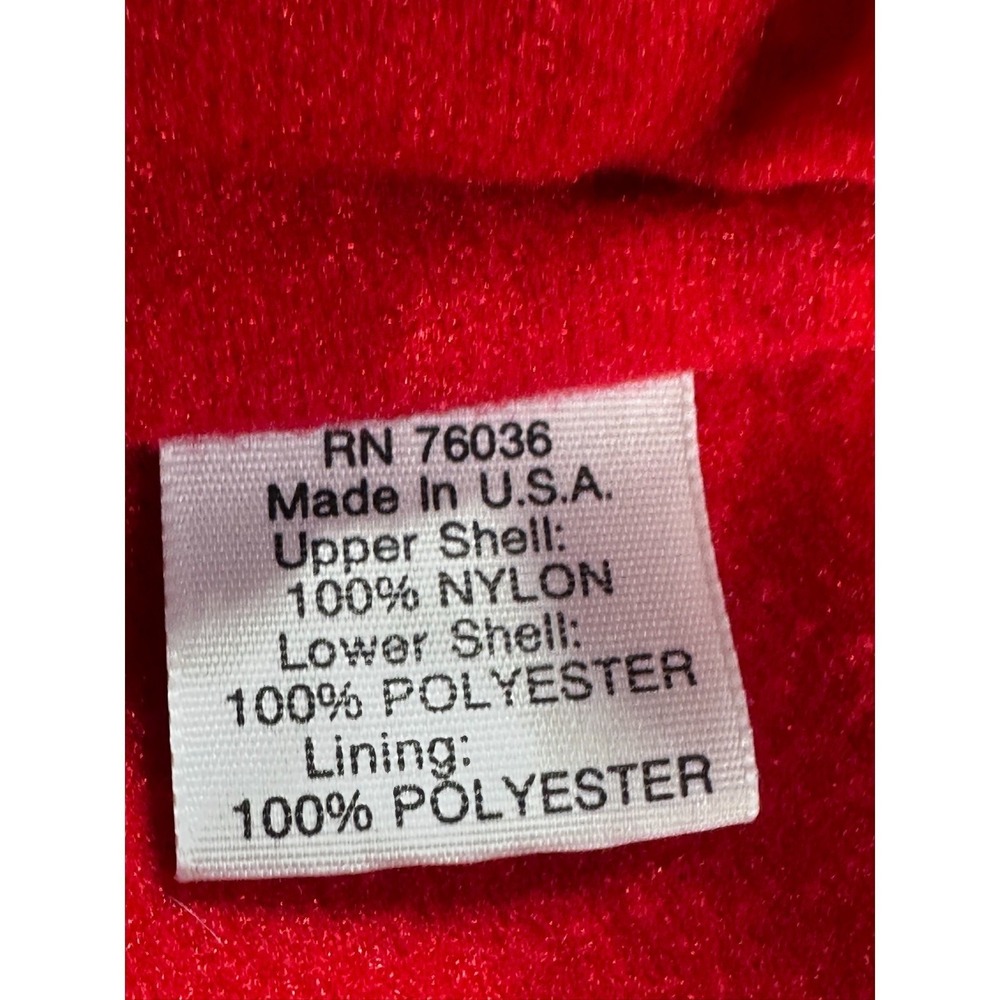 RN 76036
Made In U.S.A.
Upper Shell:
100% NYLON
Lower Shell:
100% POLYESTER
Lining:
100% POLYESTER